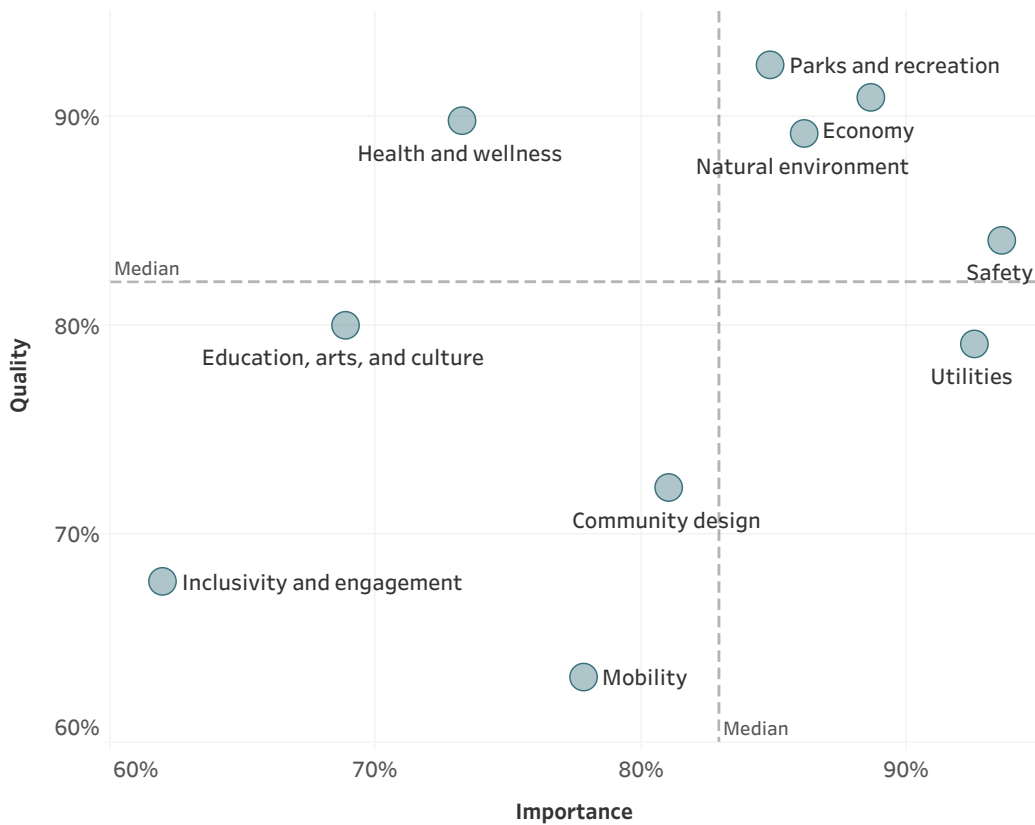 Parks and recreation
90%
Economy
Health and wellness
Natural environment
Median
Safety
80%
Education, arts, and culture
Utilities
Quality
Community design
70%
Inclusivity and engagement
Mobility
60%
Median
60%
70%
80%
90%
Importance